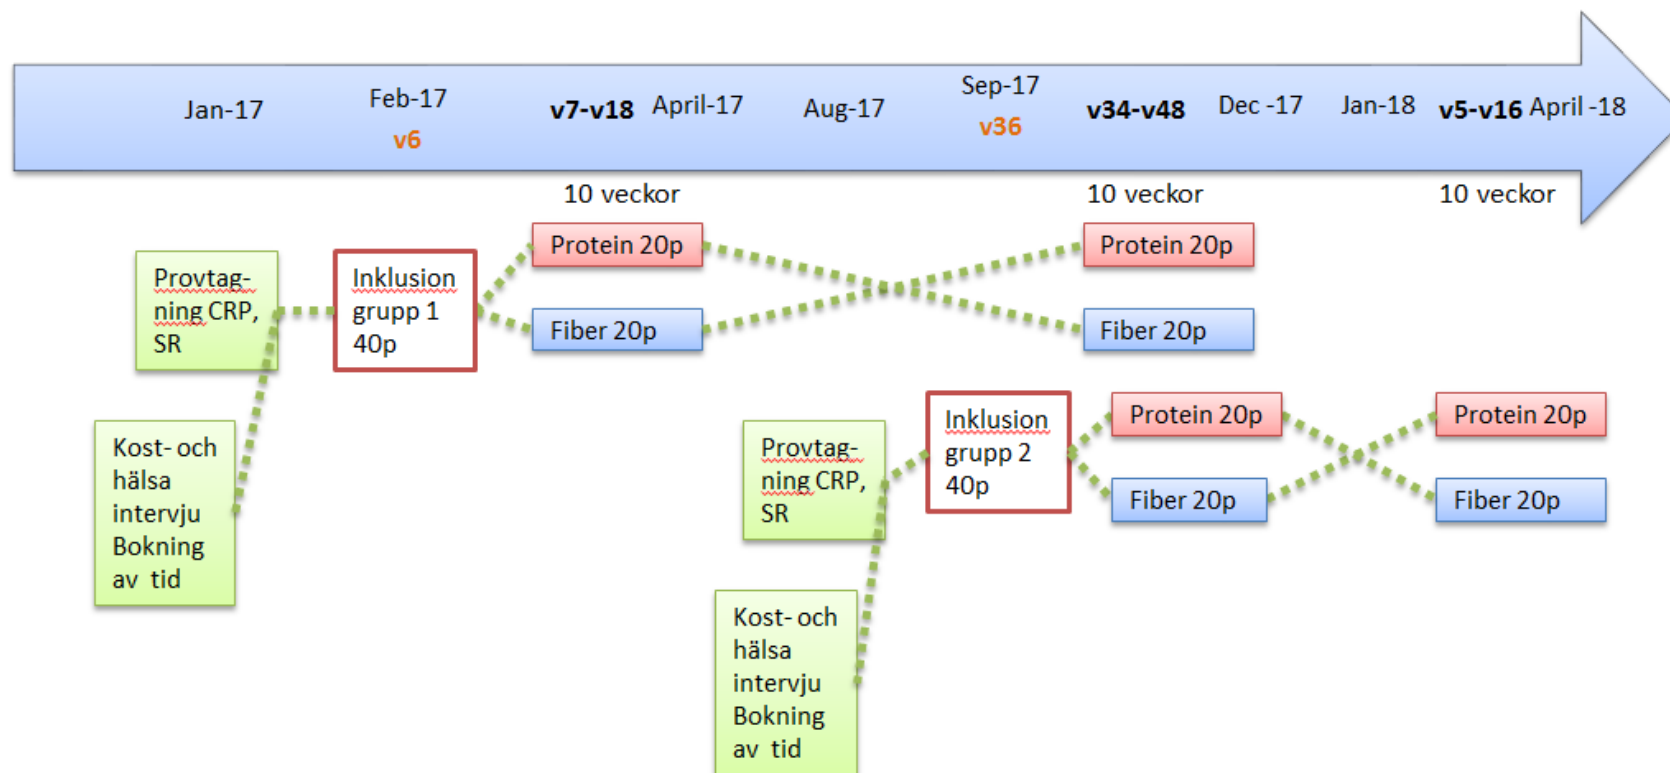 Jan-17
Feb-17
v6
v7-v18
April-17
Aug-17
Sep-17
v36
v34-v48
Dec -17
Jan-18
v5-v16
April -18
10 veckor
10 veckor
10 veckor
Provtag-
ning CRP,
SR
Inklusion
grupp 1
40p
Protein 20p
Fiber 20p
Protein 20p
Fiber 20p
Kost- och
hälsa
intervju
Bokning
av tid
Provtag-
ning CRP,
SR
Inklusion
grupp 2
40p
Protein 20p
Fiber 20p
Protein 20p
Fiber 20p
Kost- och
hälsa
intervju
Bokning
av tid